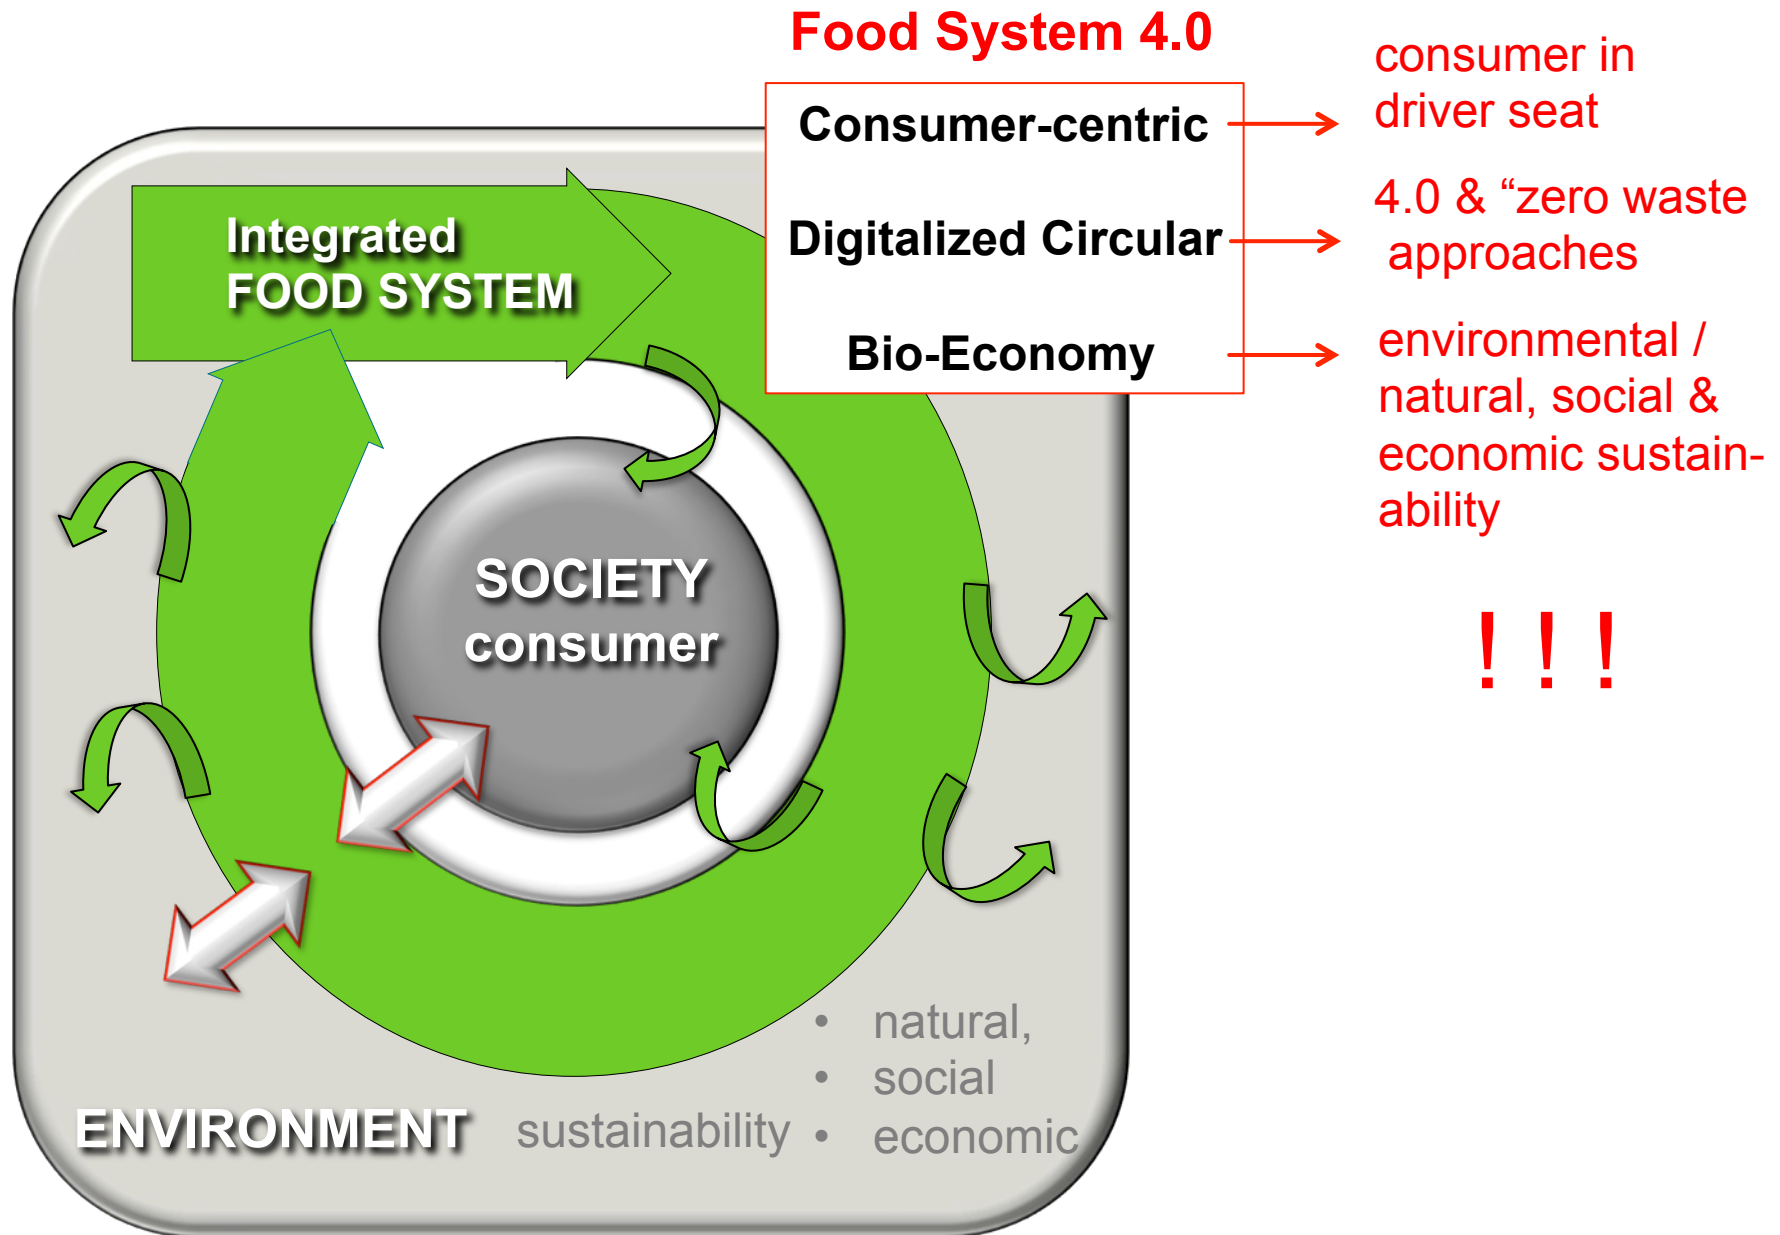 Food System 4.0
Consumer-centric
Digitalized Circular
Bio-Economy
consumer in
driver seat
4.0 & “zero waste
approaches
environmental /
natural, social &
economic sustain-
ability
! ! !
Integrated
FOOD SYSTEM
SOCIETY
consumer
ENVIRONMENT
sustainability
• natural,
• social
• economic